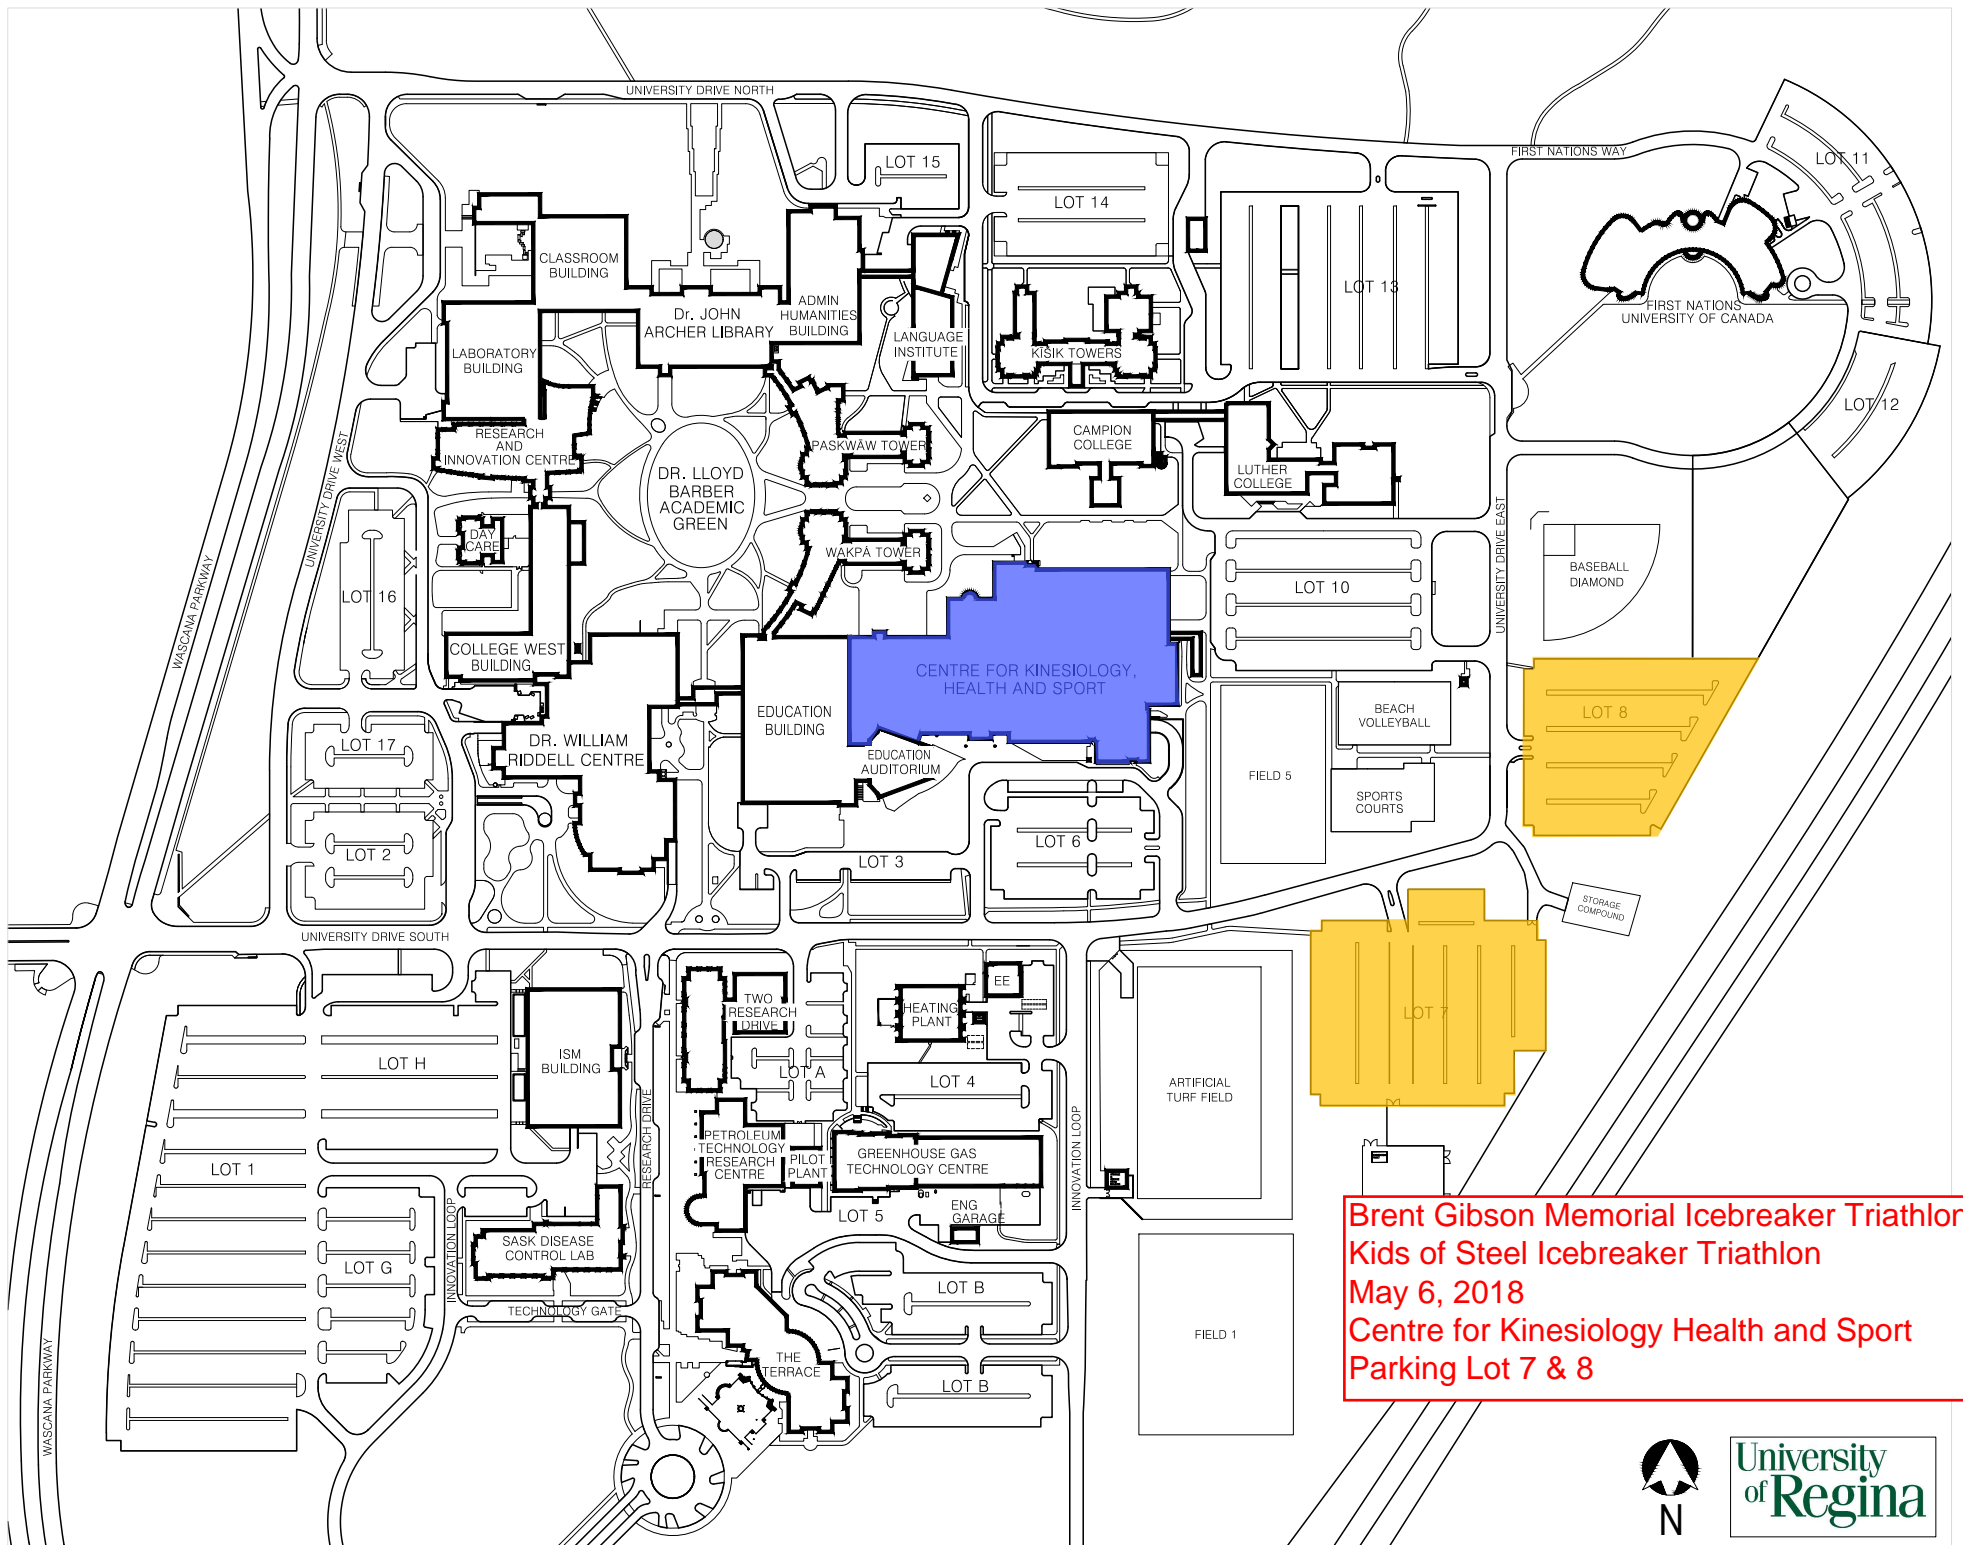 UNIVERSITY DRIVE NORTH
FIRST NATIONS WAY
LOT 11
LOT 15
LOT 14
CLASSROOM
BUILDING
LOT 13
ADMIN
HUMANITIES
BUILDING
Dr. JOHN
ARCHER LIBRARY
FIRST NATIONS
UNIVERSITY OF CANADA
LANGUAGE
INSTITUTE
KĪSIK TOWERS
LABORATORY
BUILDING
LOT 12
RESEARCH
AND
INNOVATION CENTRE
PASKWĀW TOWER
CAMPION
COLLEGE
LUTHER
COLLEGE
DR. LLOYD
BARBER
ACADEMIC
GREEN
UNIVERSITY DRIVE WEST
UNIVERSITY DRIVE EAST
DAY
CARE
WAKPĀ TOWER
BASEBALL
DIAMOND
LOT 10
LOT 16
WASCANA PARKWAY
COLLEGE WEST
BUILDING
CENTRE FOR KINESIOLOGY,
HEALTH AND SPORT
EDUCATION
BUILDING
BEACH
VOLLEYBALL
LOT 8
LOT 17
DR. WILLIAM
RIDDELL CENTRE
EDUCATION
AUDITORIUM
FIELD 5
SPORTS
COURTS
LOT 2
LOT 3
LOT 6
STORAGE
COMPOUND
UNIVERSITY DRIVE SOUTH
TWO
RESEARCH
DRIVE
HEATING
PLANT
EE
LOT 7
LOT H
ISM
BUILDING
LOT A
LOT 4
ARTIFICIAL
TURF FIELD
RESEARCH DRIVE
INNOVATION LOOP
PETROLEUM
TECHNOLOGY
RESEARCH
CENTRE
PILOT
PLANT
GREENHOUSE GAS
TECHNOLOGY CENTRE
LOT 1
LOT 5
ENG
GARAGE
INNOVATION LOOP
SASK DISEASE
CONTROL LAB
LOT G
LOT B
TECHNOLOGY GATE
FIELD 1
THE
TERRACE
LOT B
WASCANA PARKWAY
Brent Gibson Memorial Icebreaker Triathlon
Kids of Steel Icebreaker Triathlon
May 6, 2018
Centre for Kinesiology Health and Sport
Parking Lot 7 & 8
N
University
of Regina